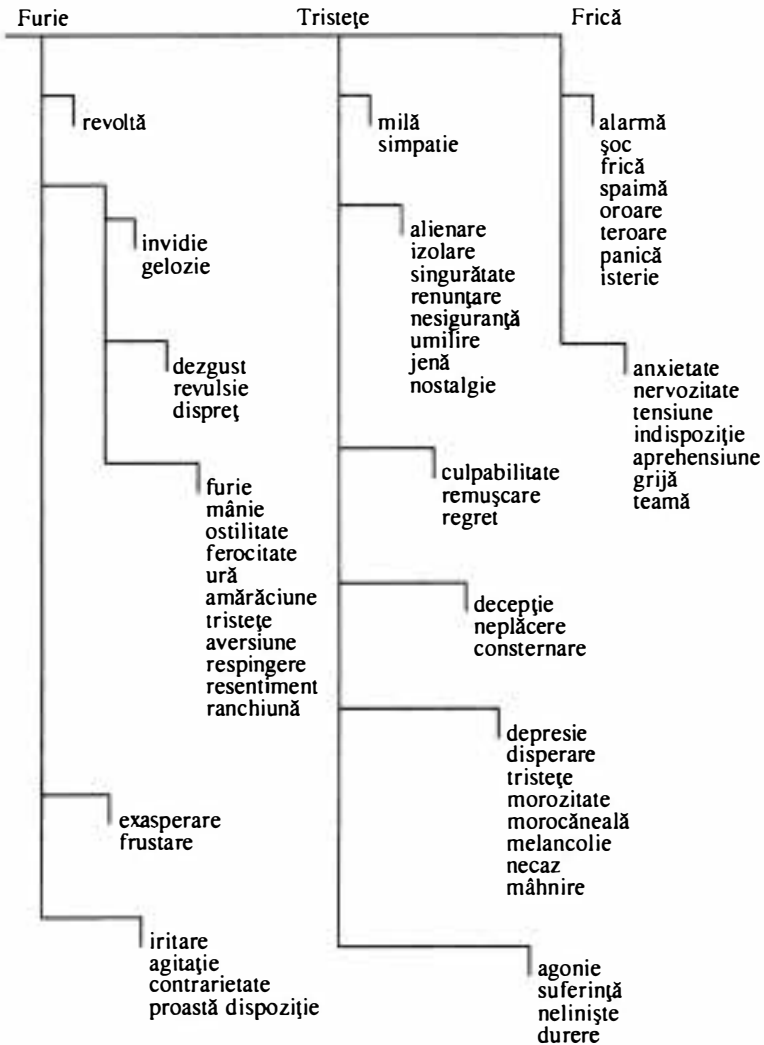 Furie
Tristețe
Frică
revoltă
invidie
gelozie
dezgust
revulsie
dispreţ
furie
mânie
ostilitate
ferocitate
ură
amărăciune
tristeţe
aversiune
respingere
resentiment
ranchiună
exasperare
frustare
iritare
agitaţie
contrarietate
proastă dispoziţie
milă
simpatie
alienare
izolare
singurătate
renunţare
nesiguranţă
umilire
jenă
nostalgie
culpabilitate
remuşcare
regret
decepţie
neplăcere
consternare
depresie
disperare
tristeţe
morozitate
morocăneală
melancolie
necaz
mâhnire
agonie
suferinţă
nelinişte
durere
alarmă
şoc
frică
spaimă
oroare
teroare
panică
isterie
anxietate
nervozitate
tensiune
indispoziţie
aprehensiune
grijă
teamă